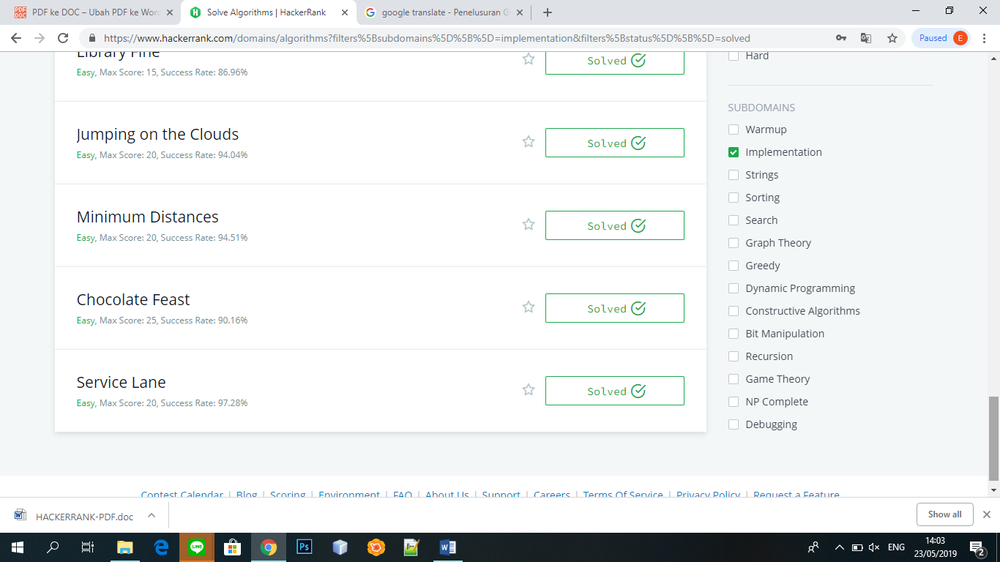 PDF ke DOC – Ubah PDF ke Word
Solve Algorithms | HackerRank
google translate - Penelusuran G
https://www.hackerrank.com/domains/algorithms?filters%5Bsubdomains%5D%5B%5D=implementation&filters%5Bstatus%5D%5B%5D=solved
Paused E
Library Fine
Easy, Max Score: 15, Success Rate: 86.96%
Solved
Jumping on the Clouds
Easy, Max Score: 20, Success Rate: 94.04%
Solved
Minimum Distances
Easy, Max Score: 20, Success Rate: 94.51%
Solved
Chocolate Feast
Easy, Max Score: 25, Success Rate: 90.16%
Solved
Service Lane
Easy, Max Score: 20, Success Rate: 97.28%
Solved
Hard
SUBDOMAINS
Warmup
Implementation
Strings
Sorting
Search
Graph Theory
Greedy
Dynamic Programming
Constructive Algorithms
Bit Manipulation
Recursion
Game Theory
NP Complete
Debugging
Contest Calendar | Blog | Scoring | Environment | FAQ | About Us | Support | Careers | Terms Of Service | Privacy Policy | Request a Feature
HACKERRANK-PDF.doc
Show all
LINE
Ps
ENG
14:03
23/05/2019
2